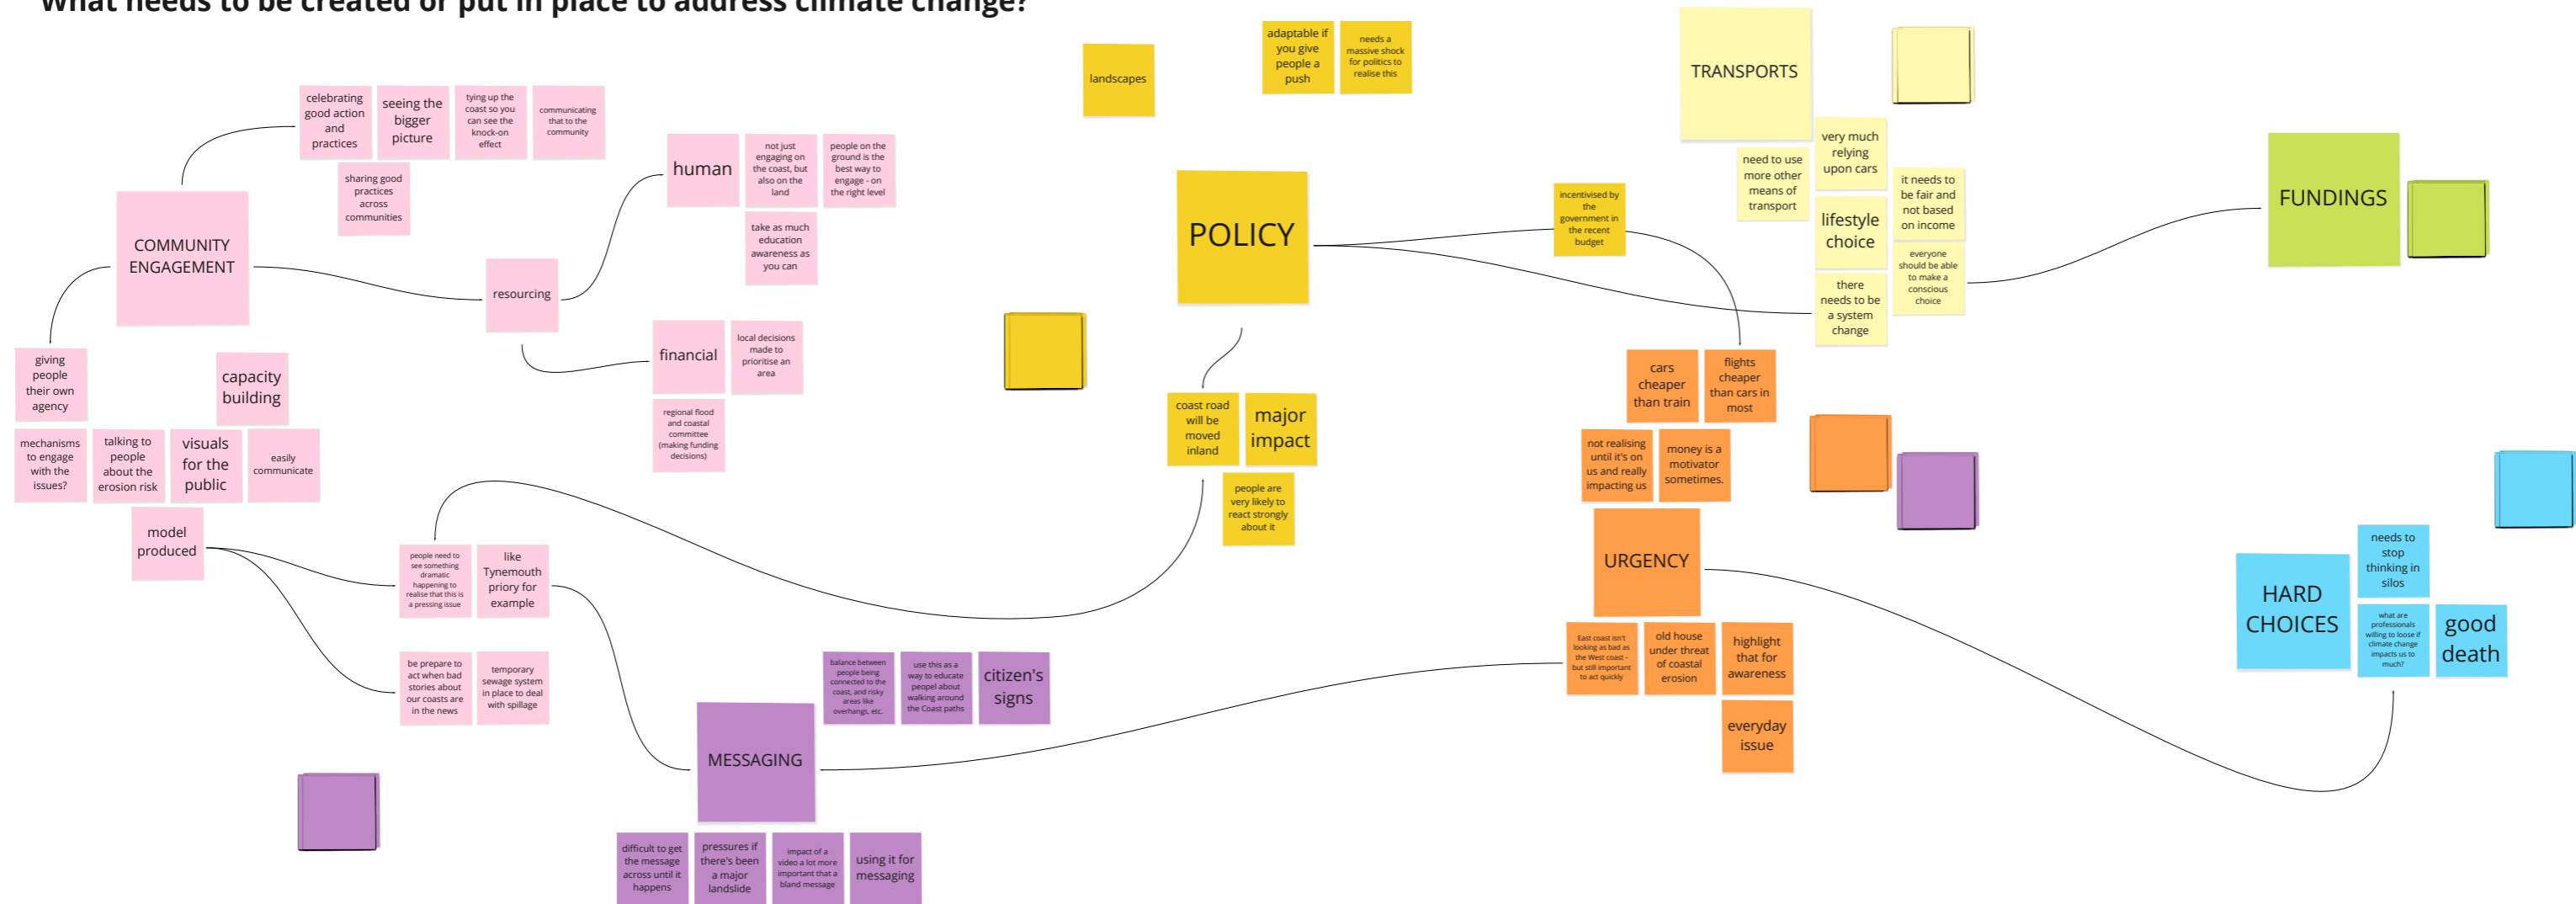 What needs to be created or put in place to address climate change?
celebrating
good action
and
practices
seeing the
bigger
picture
tying up the
coast so you
can see the
knock-on
effect
communicating
that to the
community
sharing good
practices
across
communities
COMMUNITY
ENGAGEMENT
resourcing
human
not just
engaging on
the coast, but
also on the
land
people on the
ground is the
best way to
engage - on
the right level
take as much
education
awareness as
you can
financial
local decisions
made to
prioritise an
area
regional flood
and coastal
committee
(making funding
decisions)
giving
people
their own
agency
capacity
building
mechanisms
to engage
with the
issues?
talking to
people
about the
erosion risk
visuals
for the
public
easily
communicate
model
produced
people need to
see something
dramatic
happening to
realise that this is
a pressing issue
like
Tynemouth
priory for
example
be prepare to
act when bad
stories about
our coasts are
in the news
temporary
sewage system
in place to deal
with spillage
MESSAGING
balance between
people being
connected to the
coast, and risky
areas like
overhangs, etc.
use this as a
way to educate
peopel about
walking around
the Coast paths
citizen's
signs
difficult to get
the message
across until it
happens
pressures if
there's been
a major
landslide
impact of a
video a lot more
important that a
bland message
using it for
messaging
landscapes
adaptable if
you give
people a
push
needs a
massive shock
for politics to
realise this
POLICY
incentivised by
the
government in
the recent
budget
coast road
will be
moved
inland
major
impact
people are
very likely to
react strongly
about it
TRANSPORTS
very much
relying
upon cars
need to use
more other
means of
transport
it needs to
be fair and
not based
on income
lifestyle
choice
everyone
should be able
to make a
conscious
choice
there
needs to be
a system
change
cars
cheaper
than train
flights
cheaper
than cars in
most
not realising
until it's on
us and really
impacting us
money is a
motivator
sometimes.
URGENCY
East coast isn't
looking as bad as
the West coast -
but still important
to act quickly
old house
under threat
of coastal
erosion
highlight
that for
awareness
everyday
issue
FUNDINGS
HARD
CHOICES
needs to
stop
thinking in
silos
what are
professionals
willing to loose if
climate change
impacts us to
much?
good
death